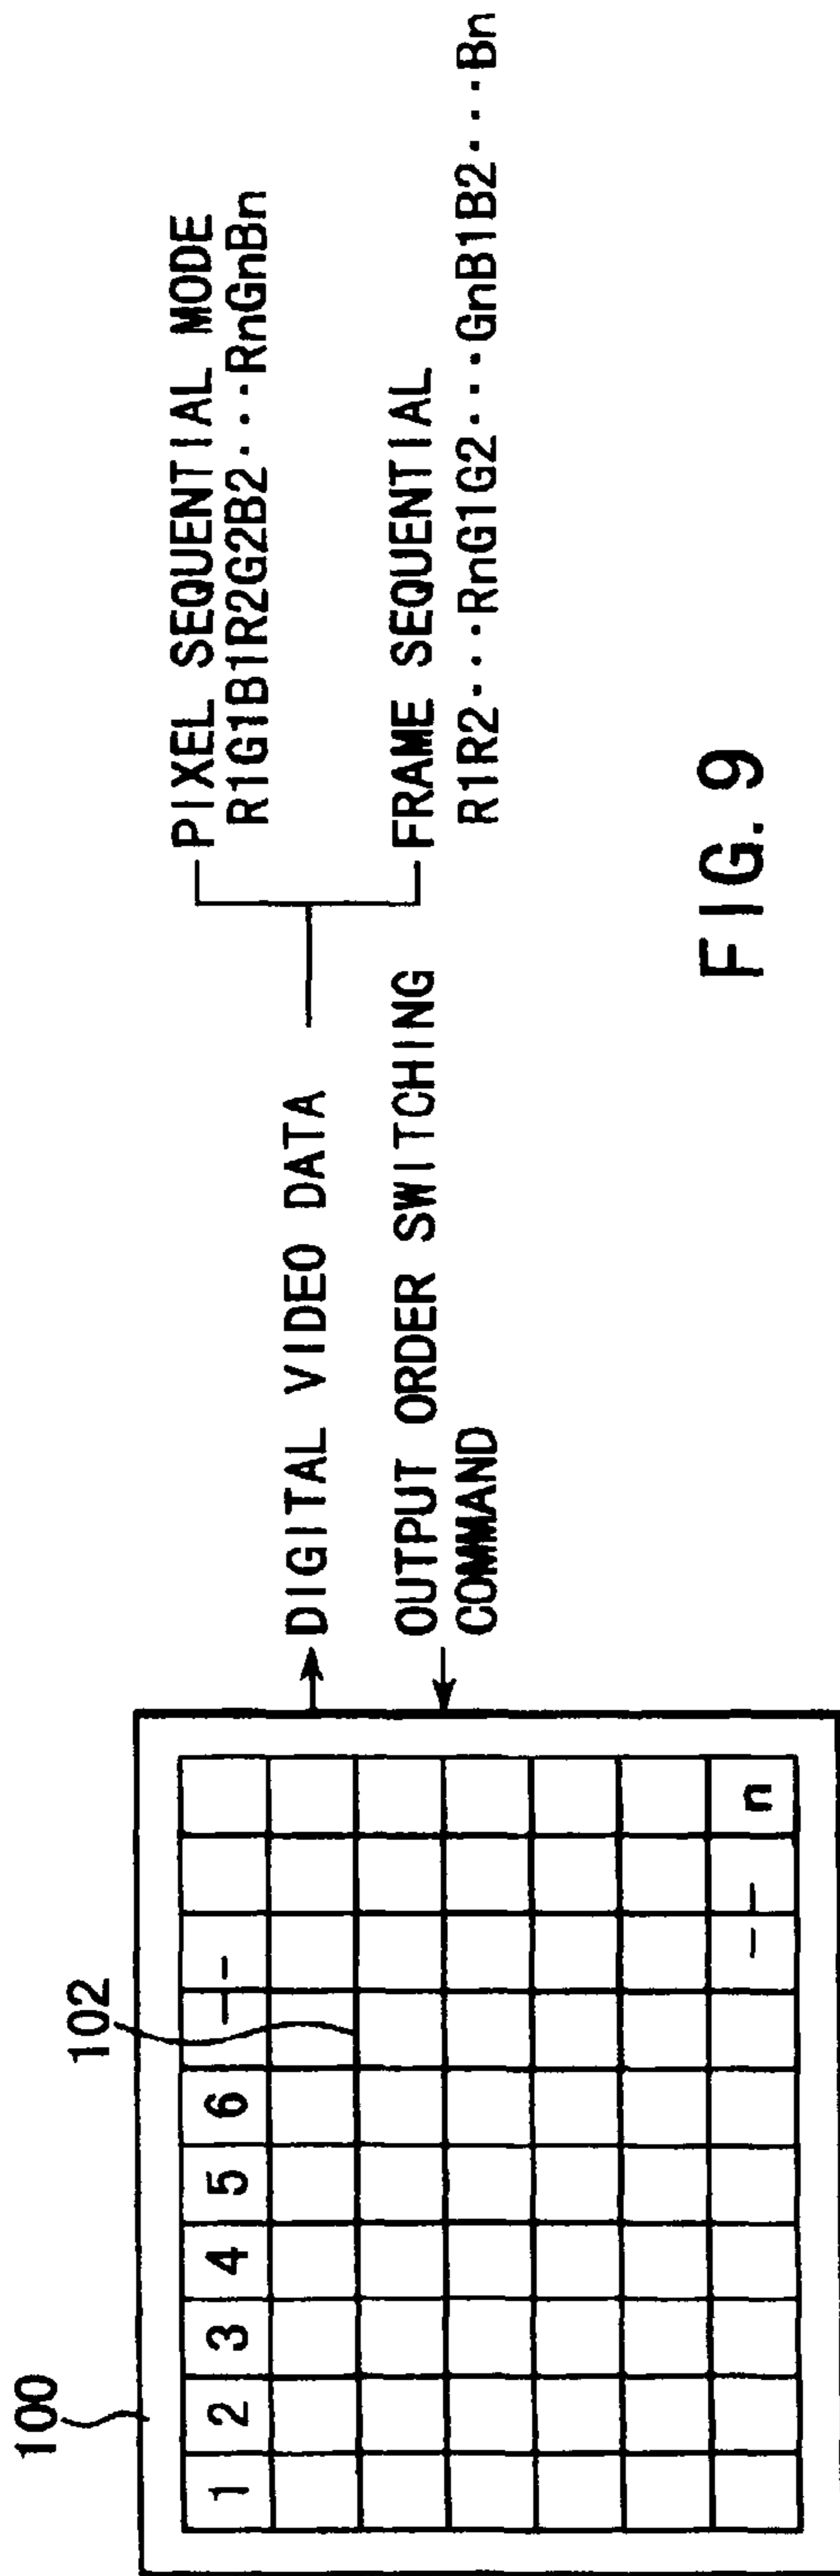 100
102
1 2 3 4 5 6
n
DIGITAL VIDEO DATA
OUTPUT ORDER SWITCHING
COMMAND
PIXEL SEQUENTIAL MODE
R1G1B1R2G2B2···RnGnBn
FRAME SEQUENTIAL
R1R2···RnG1G2···GnB1B2···Bn
FIG. 9